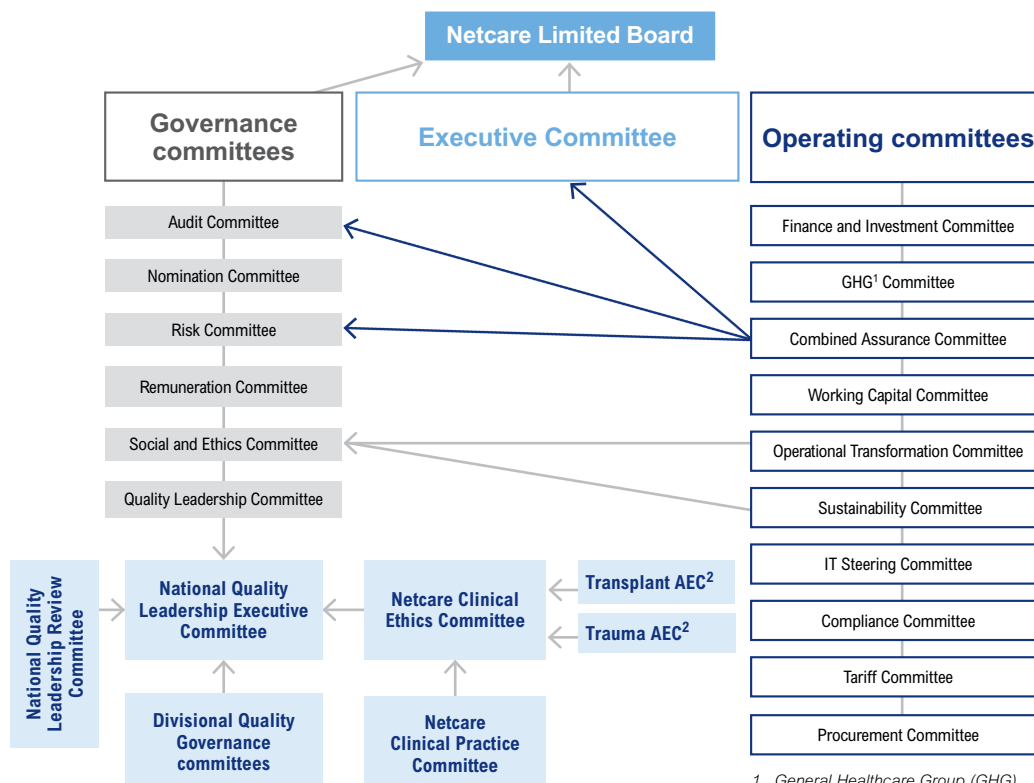 Netcare Limited Board
Governance
committees
Executive Committee
Operating committees
Audit Committee
Nomination Committee
Risk Committee
Remuneration Committee
Social and Ethics Committee
Quality Leadership Committee
Finance and Investment Committee
GHG¹ Committee
Combined Assurance Committee
Working Capital Committee
Operational Transformation Committee
Sustainability Committee
IT Steering Committee
Compliance Committee
Tariff Committee
Procurement Committee
National Quality
Leadership Review
Committee
National Quality
Leadership Executive
Committee
Netcare Clinical
Ethics Committee
Transplant AEC²
Trauma AEC²
Divisional Quality
Governance
committees
Netcare
Clinical Practice
Committee
1 General Healthcare Group (GHG)